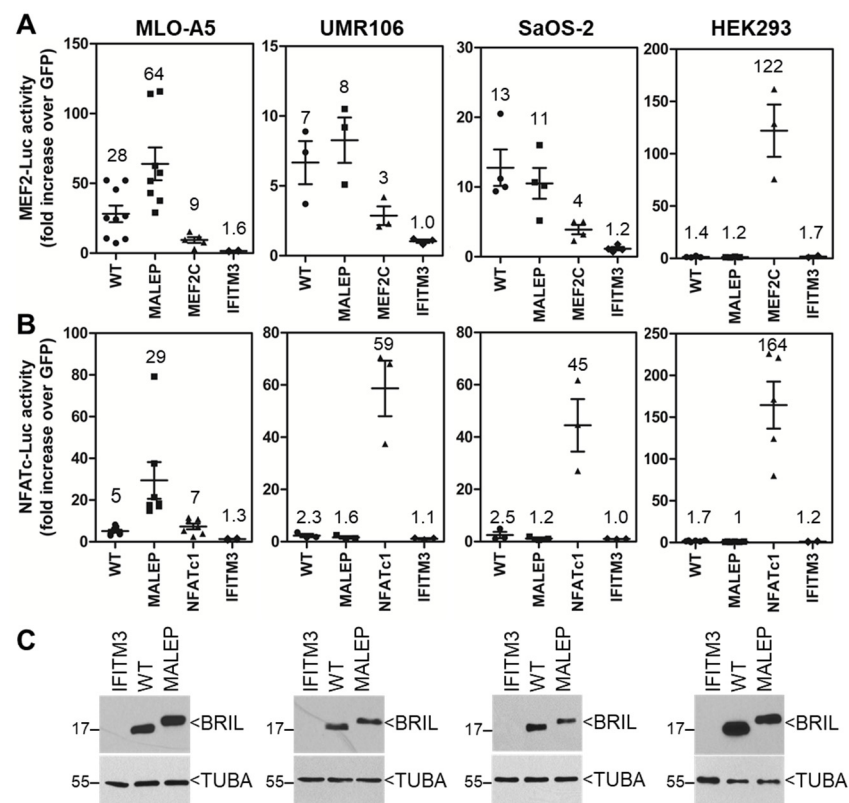 A
MLO-A5 UMR106 SaOS-2 HEK293
MEF2-Luc activity
(fold increase over GFP)
150
100
50
0
28
64
9
1.6
WT MALEP MEF2C IFITM3
15
10
5
0
7
8
3
1.0
WT MALEP MEF2C IFITM3
30
20
10
0
13
11
4
1.2
WT MALEP MEF2C IFITM3
200
150
100
50
0
1.4
1.2
122
1.7
WT MALEP MEF2C IFITM3
B
NFATc-Luc activity
(fold increase over GFP)
100
80
60
40
20
0
5
29
7
1.3
WT MALEP NFATc1 IFITM3
80
60
40
20
0
2.3
1.6
59
1.1
WT MALEP NFATc1 IFITM3
80
60
40
20
0
2.5
1.2
45
1.0
WT MALEP NFATc1 IFITM3
250
200
150
100
50
0
1.7
1
164
1.2
WT MALEP NFATc1 IFITM3
C
IFITM3 WT MALEP
17 <BRIL
55 <TUBA
IFITM3 WT MALEP
17 <BRIL
55 <TUBA
IFITM3 WT MALEP
17 <BRIL
55 <TUBA
IFITM3 WT MALEP
17 <BRIL
55 <TUBA